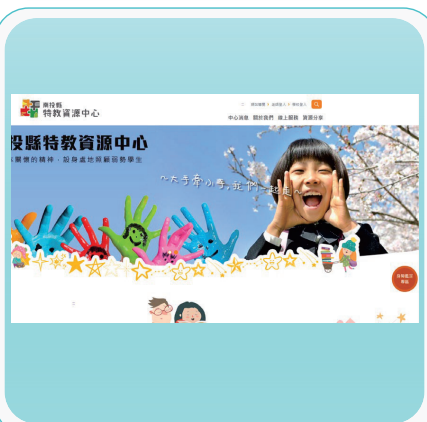 南投縣
特教資源中心
中心消息 關於我們 線上服務 資源分享
投縣特教資源中心
關懷的精神，設身處地照顧弱勢學生
～大手牽小手，我們一起走～